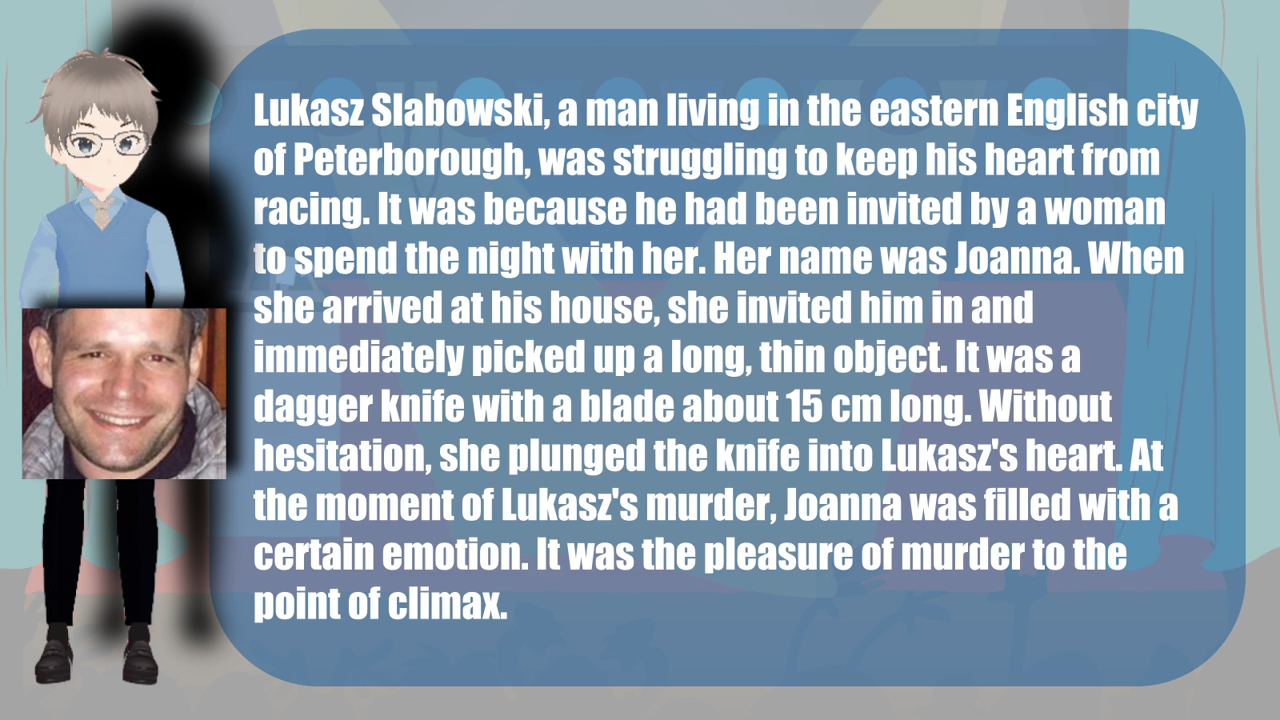 Lukasz Slabowski, a man living in the eastern English city
of Peterborough, was struggling to keep his heart from
racing. It was because he had been invited by a woman
to spend the night with her. Her name was Joanna. When
she arrived at his house, she invited him in and
immediately picked up a long, thin object. It was a
dagger knife with a blade about 15 cm long. Without
hesitation, she plunged the knife into Lukasz's heart. At
the moment of Lukasz's murder, Joanna was filled with a
certain emotion. It was the pleasure of murder to the
point of climax.